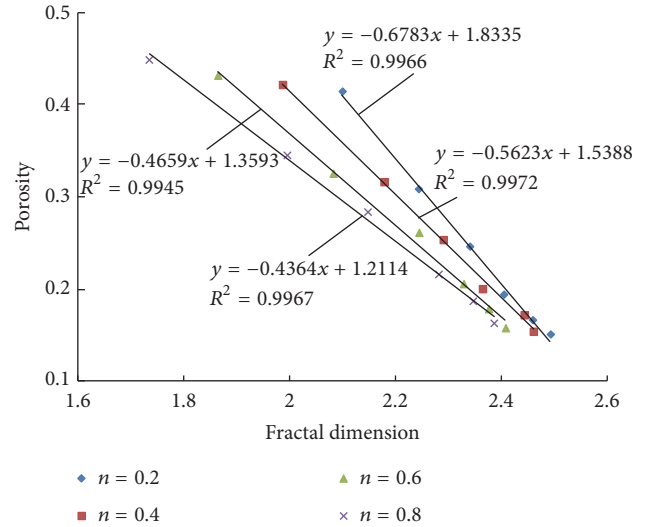 0.5
0.4
0.3
0.2
0.1
Porosity
y = −0.6783x + 1.8335
R² = 0.9966
y = −0.4659x + 1.3593
R² = 0.9945
y = −0.5623x + 1.5388
R² = 0.9972
y = −0.4364x + 1.2114
R² = 0.9967
1.6 1.8 2 2.2 2.4 2.6
Fractal dimension
n = 0.2 n = 0.6
n = 0.4 n = 0.8